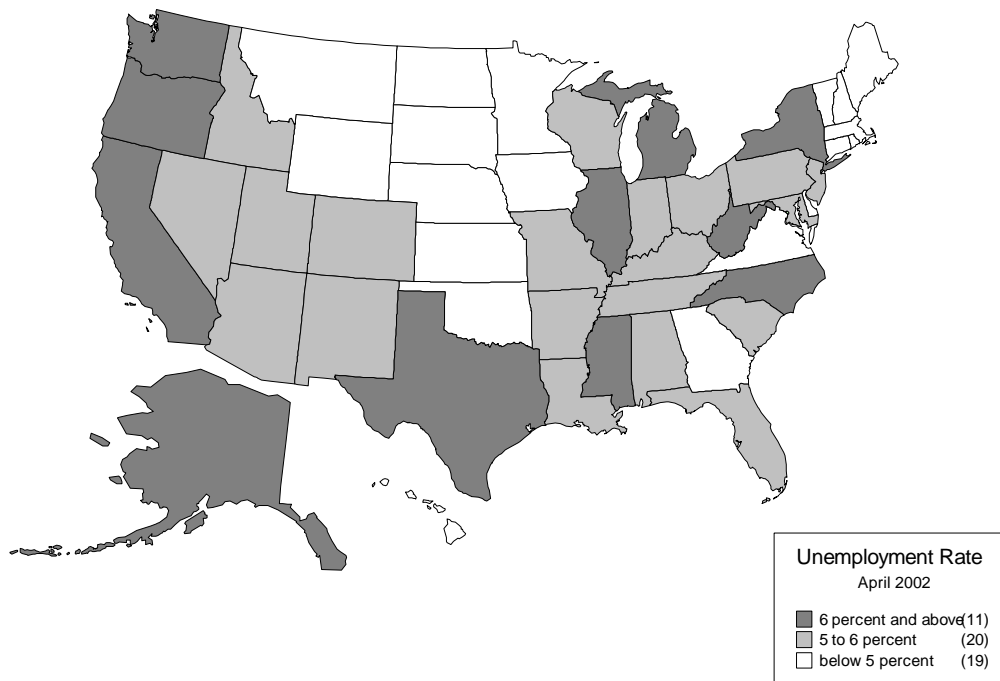 Unemployment Rate
April 2002
6 percent and above(11)
5 to 6 percent (20)
below 5 percent (19)